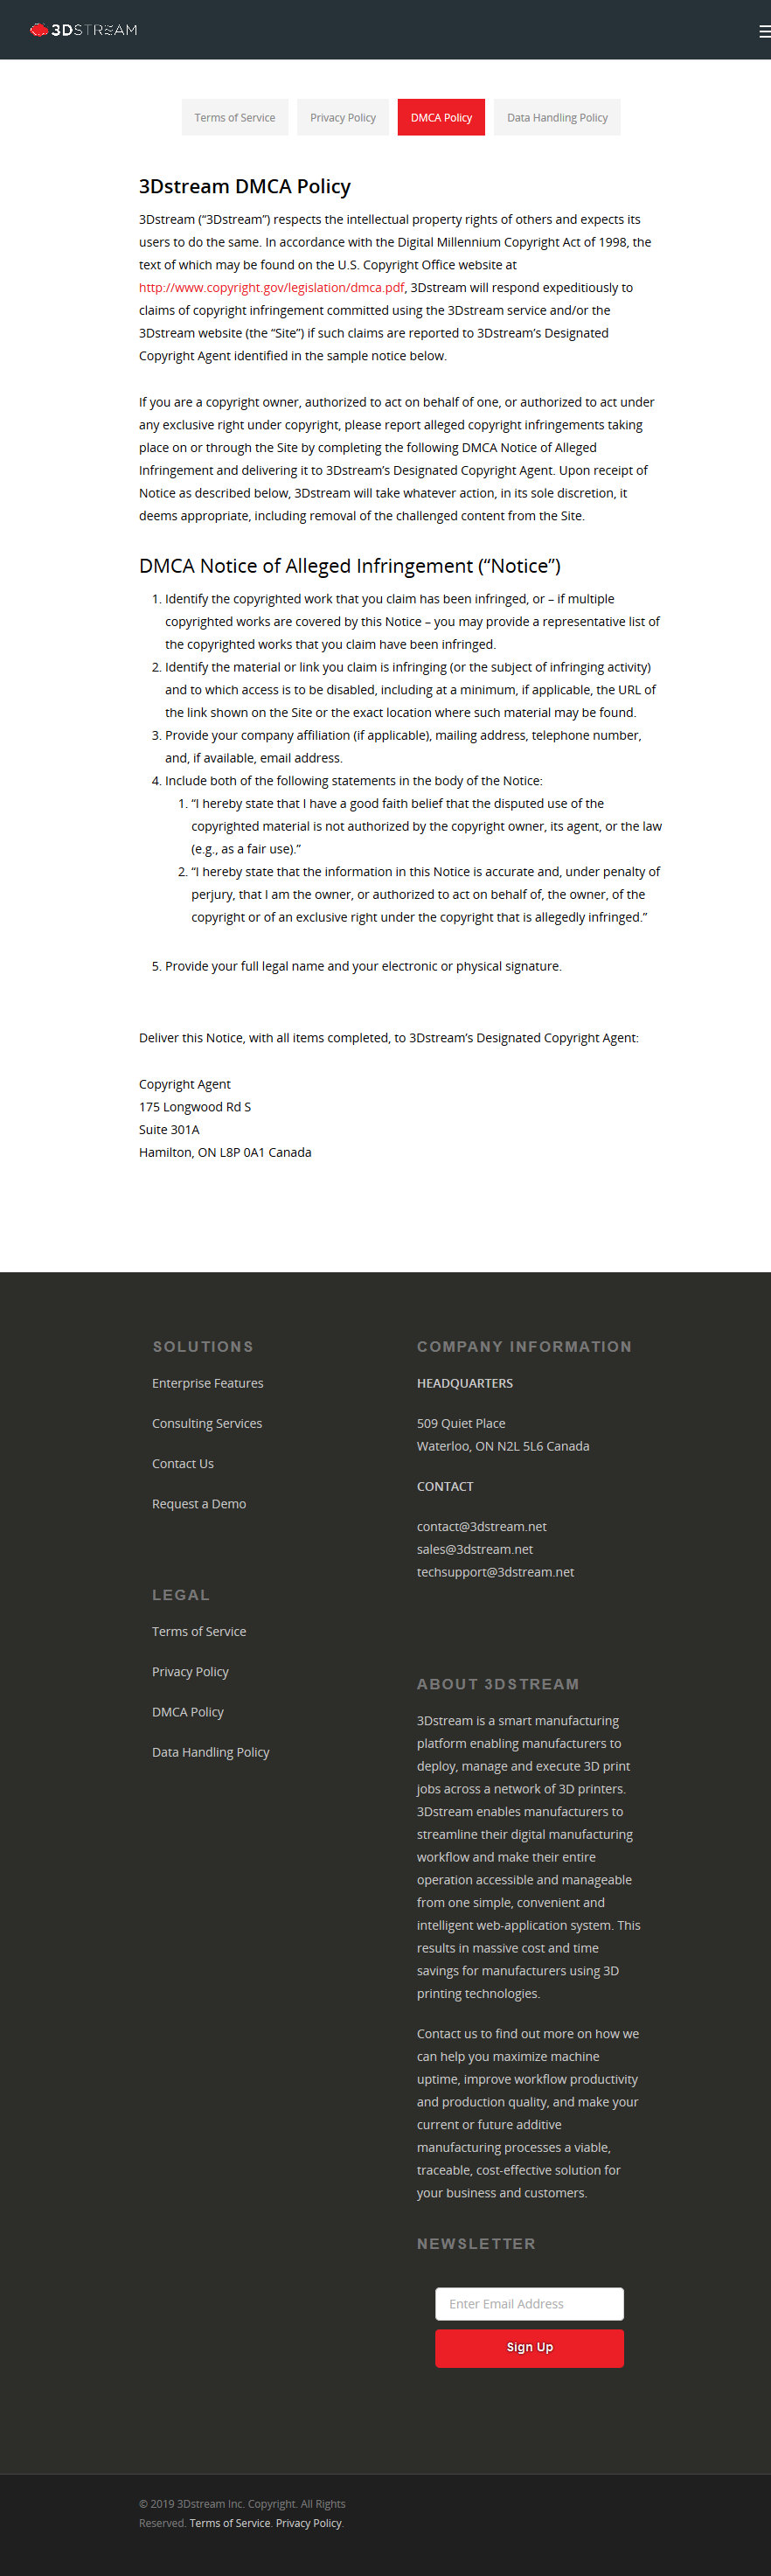 3DSTREAM
Terms of Service
Privacy Policy
DMCA Policy
Data Handling Policy
3Dstream DMCA Policy
3Dstream (“3Dstream”) respects the intellectual property rights of others and expects its
users to do the same. In accordance with the Digital Millennium Copyright Act of 1998, the
text of which may be found on the U.S. Copyright Office website at
http://www.copyright.gov/legislation/dmca.pdf, 3Dstream will respond expeditiously to
claims of copyright infringement committed using the 3Dstream service and/or the
3Dstream website (the “Site”) if such claims are reported to 3Dstream’s Designated
Copyright Agent identified in the sample notice below.
If you are a copyright owner, authorized to act on behalf of one, or authorized to act under
any exclusive right under copyright, please report alleged copyright infringements taking
place on or through the Site by completing the following DMCA Notice of Alleged
Infringement and delivering it to 3Dstream’s Designated Copyright Agent. Upon receipt of
Notice as described below, 3Dstream will take whatever action, in its sole discretion, it
deems appropriate, including removal of the challenged content from the Site.
DMCA Notice of Alleged Infringement (“Notice”)
1. Identify the copyrighted work that you claim has been infringed, or – if multiple
copyrighted works are covered by this Notice – you may provide a representative list of
the copyrighted works that you claim have been infringed.
2. Identify the material or link you claim is infringing (or the subject of infringing activity)
and to which access is to be disabled, including at a minimum, if applicable, the URL of
the link shown on the Site or the exact location where such material may be found.
3. Provide your company affiliation (if applicable), mailing address, telephone number,
and, if available, email address.
4. Include both of the following statements in the body of the Notice:
1. “I hereby state that I have a good faith belief that the disputed use of the
copyrighted material is not authorized by the copyright owner, its agent, or the law
(e.g., as a fair use).”
2. “I hereby state that the information in this Notice is accurate and, under penalty of
perjury, that I am the owner, or authorized to act on behalf of, the owner, of the
copyright or of an exclusive right under the copyright that is allegedly infringed.”
5. Provide your full legal name and your electronic or physical signature.
Deliver this Notice, with all items completed, to 3Dstream’s Designated Copyright Agent:
Copyright Agent
175 Longwood Rd S
Suite 301A
Hamilton, ON L8P 0A1 Canada
SOLUTIONS
Enterprise Features
Consulting Services
Contact Us
Request a Demo
LEGAL
Terms of Service
Privacy Policy
DMCA Policy
Data Handling Policy
COMPANY INFORMATION
HEADQUARTERS
509 Quiet Place
Waterloo, ON N2L 5L6 Canada
CONTACT
contact@3dstream.net
sales@3dstream.net
techsupport@3dstream.net
ABOUT 3DSTREAM
3Dstream is a smart manufacturing
platform enabling manufacturers to
deploy, manage and execute 3D print
jobs across a network of 3D printers.
3Dstream enables manufacturers to
streamline their digital manufacturing
workflow and make their entire
operation accessible and manageable
from one simple, convenient and
intelligent web-application system. This
results in massive cost and time
savings for manufacturers using 3D
printing technologies.
Contact us to find out more on how we
can help you maximize machine
uptime, improve workflow productivity
and production quality, and make your
current or future additive
manufacturing processes a viable,
traceable, cost-effective solution for
your business and customers.
NEWSLETTER
Enter Email Address
Sign Up
© 2019 3Dstream Inc. Copyright. All Rights
Reserved. Terms of Service. Privacy Policy.